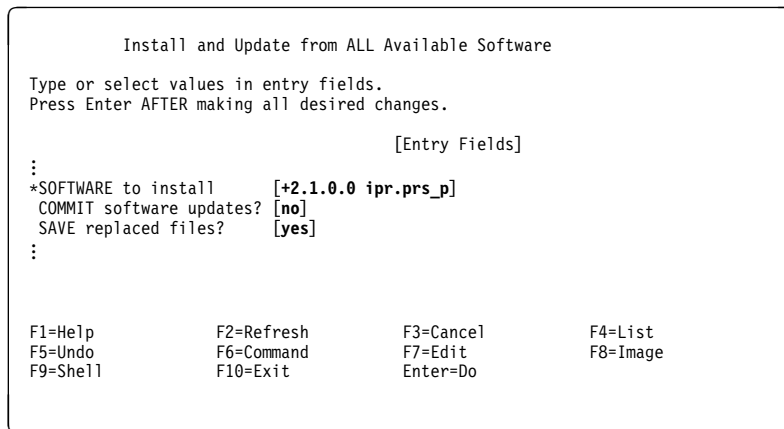 Install and Update from ALL Available Software
Type or select values in entry fields.
Press Enter AFTER making all desired changes.
[Entry Fields]
⋮
*SOFTWARE to install [+2.1.0.0 ipr.prs_p]
COMMIT software updates? [no]
SAVE replaced files? [yes]
⋮
F1=Help F2=Refresh F3=Cancel F4=List
F5=Undo F6=Command F7=Edit F8=Image
F9=Shell F10=Exit Enter=Do